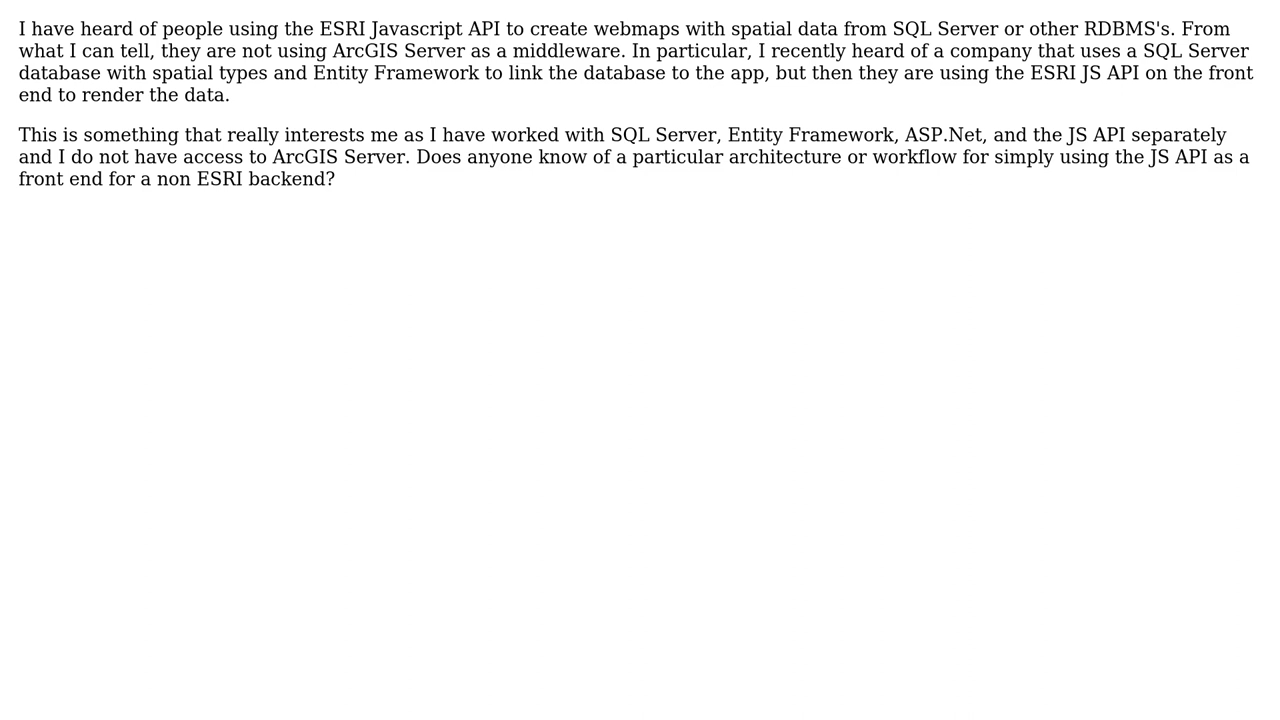 I have heard of people using the ESRI Javascript API to create webmaps with spatial data from SQL Server or other RDBMS's. From
what I can tell, they are not using ArcGIS Server as a middleware. In particular, I recently heard of a company that uses a SQL Server
database with spatial types and Entity Framework to link the database to the app, but then they are using the ESRI JS API on the front
end to render the data.
This is something that really interests me as I have worked with SQL Server, Entity Framework, ASP.Net, and the JS API separately
and I do not have access to ArcGIS Server. Does anyone know of a particular architecture or workflow for simply using the JS API as a
front end for a non ESRI backend?